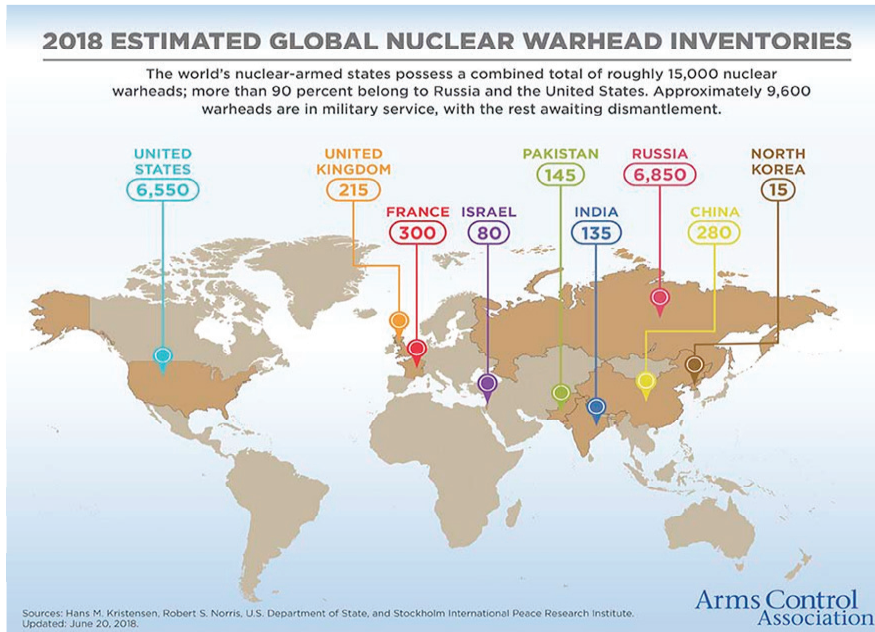 2018 ESTIMATED GLOBAL NUCLEAR WARHEAD INVENTORIES
The world's nuclear-armed states possess a combined total of roughly 15,000 nuclear
warheads; more than 90 percent belong to Russia and the United States. Approximately 9,600
warheads are in military service, with the rest awaiting dismantlement.
UNITED
STATES
6,550
UNITED
KINGDOM
215
FRANCE
300
ISRAEL
80
PAKISTAN
145
INDIA
135
RUSSIA
6,850
CHINA
280
NORTH
KOREA
15
Sources: Hans M. Kristensen, Robert S. Norris, U.S. Department of State, and Stockholm International Peace Research Institute.
Updated: June 20, 2018.
Arms Control
Association